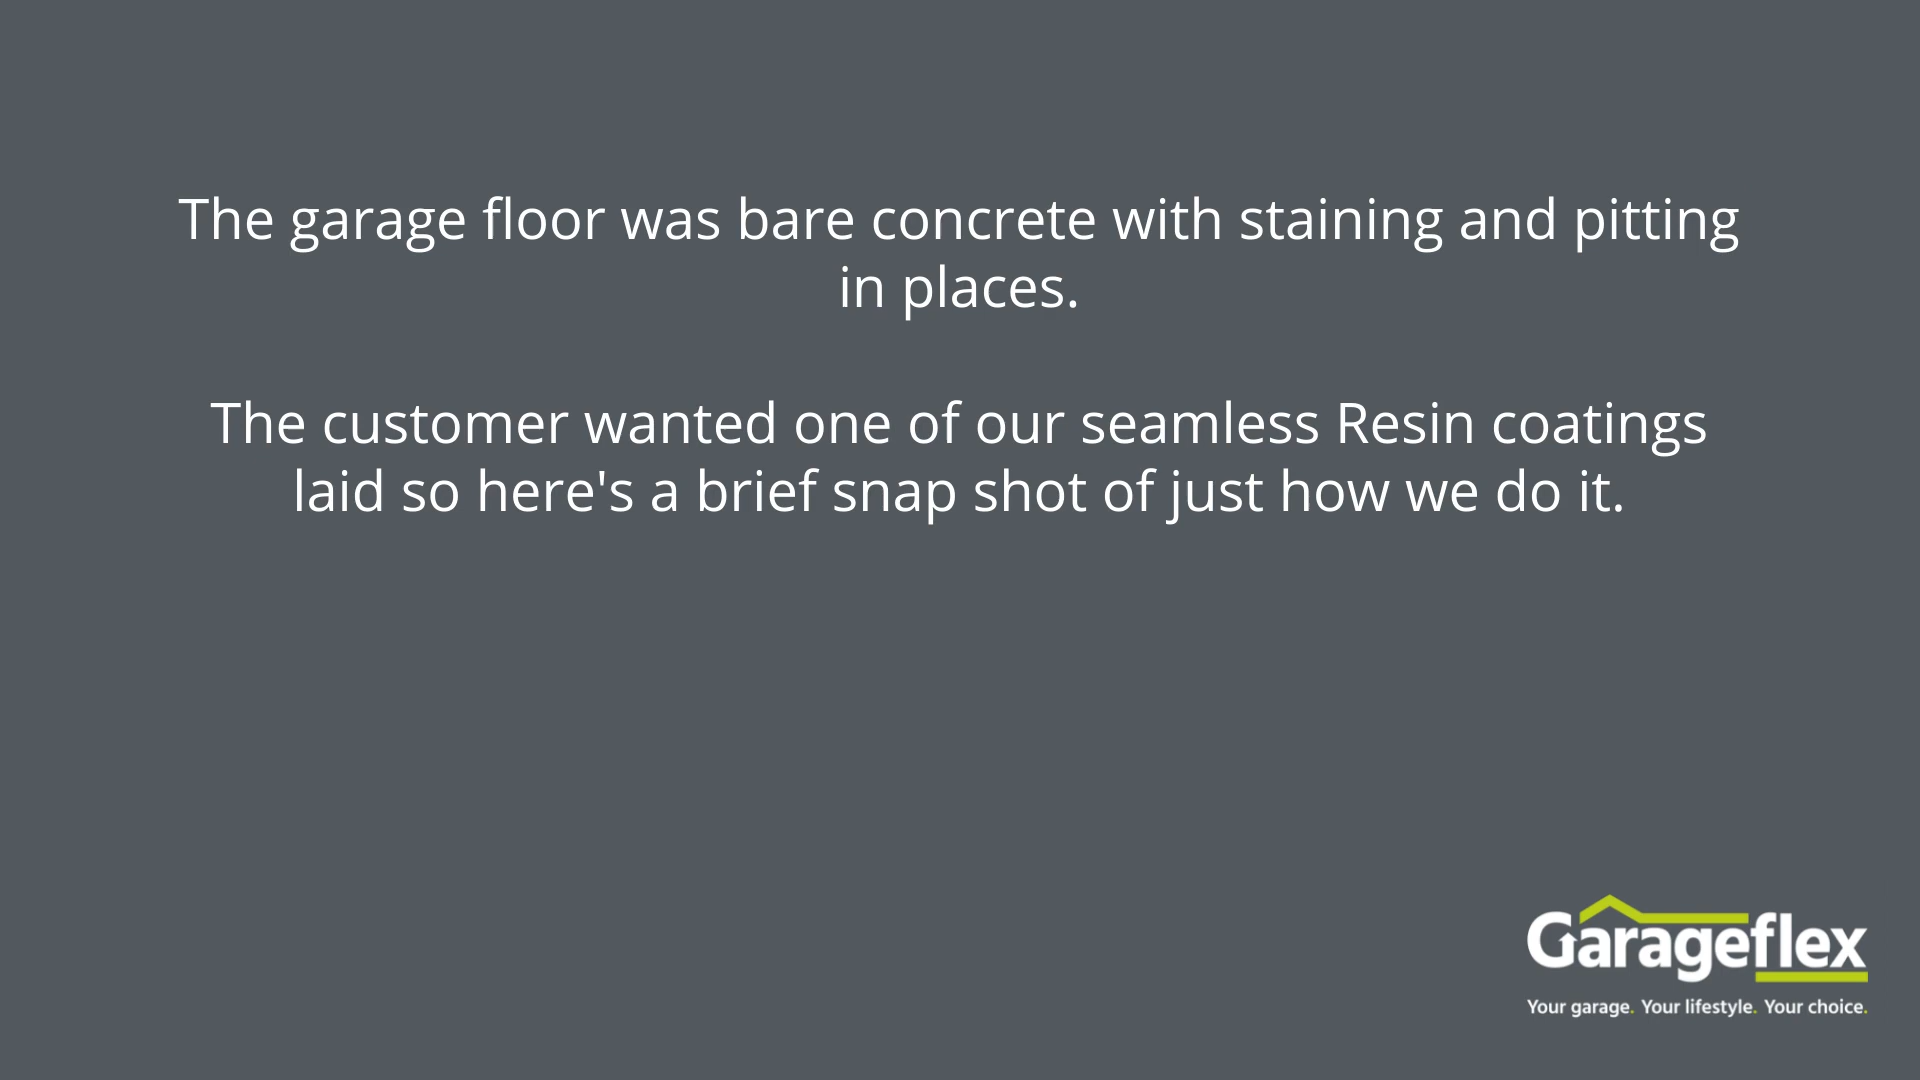 The garage floor was bare concrete with staining and pitting
in places.
The customer wanted one of our seamless Resin coatings
laid so here's a brief snap shot of just how we do it.
Garageflex
Your garage. Your lifestyle. Your choice.